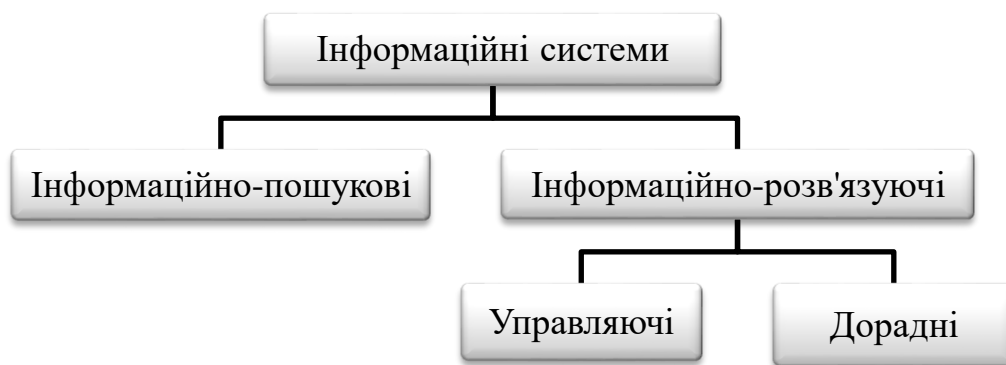 Інформаційні системи
Інформаційно-пошукові
Інформаційно-розв'язуючі
Управляючі
Дорадні